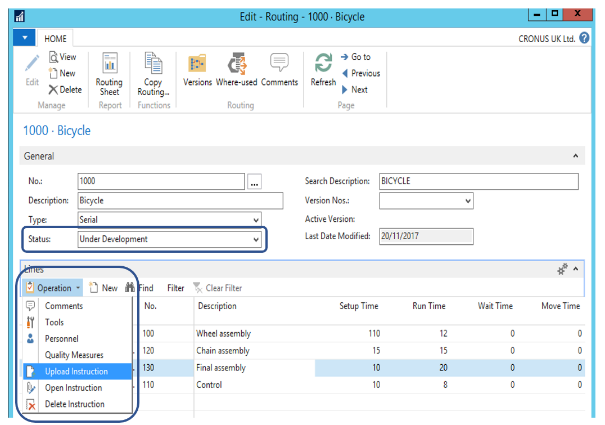 Edit - Routing - 1000 · Bicycle
HOME
CRONUS UK Ltd.
Edit
View
New
Delete
Manage
Routing Sheet
Report
Copy Routing...
Functions
Versions Where-used Comments
Routing
Refresh
Go to
Previous
Next
Page
1000 · Bicycle
General
No.: 1000 ... Search Description: BICYCLE
Description: Bicycle Version Nos.:
Type: Serial Active Version:
Status: Under Development Last Date Modified: 20/11/2017
Lines
Operation New Find Filter Clear Filter
No. Description Setup Time Run Time Wait Time Move Time
Comments
Tools
Personnel
Quality Measures
Upload Instruction
Open Instruction
Delete Instruction
100 Wheel assembly 110 12 0 0
120 Chain assembly 15 15 0 0
130 Final assembly 10 20 0 0
110 Control 10 8 0 0